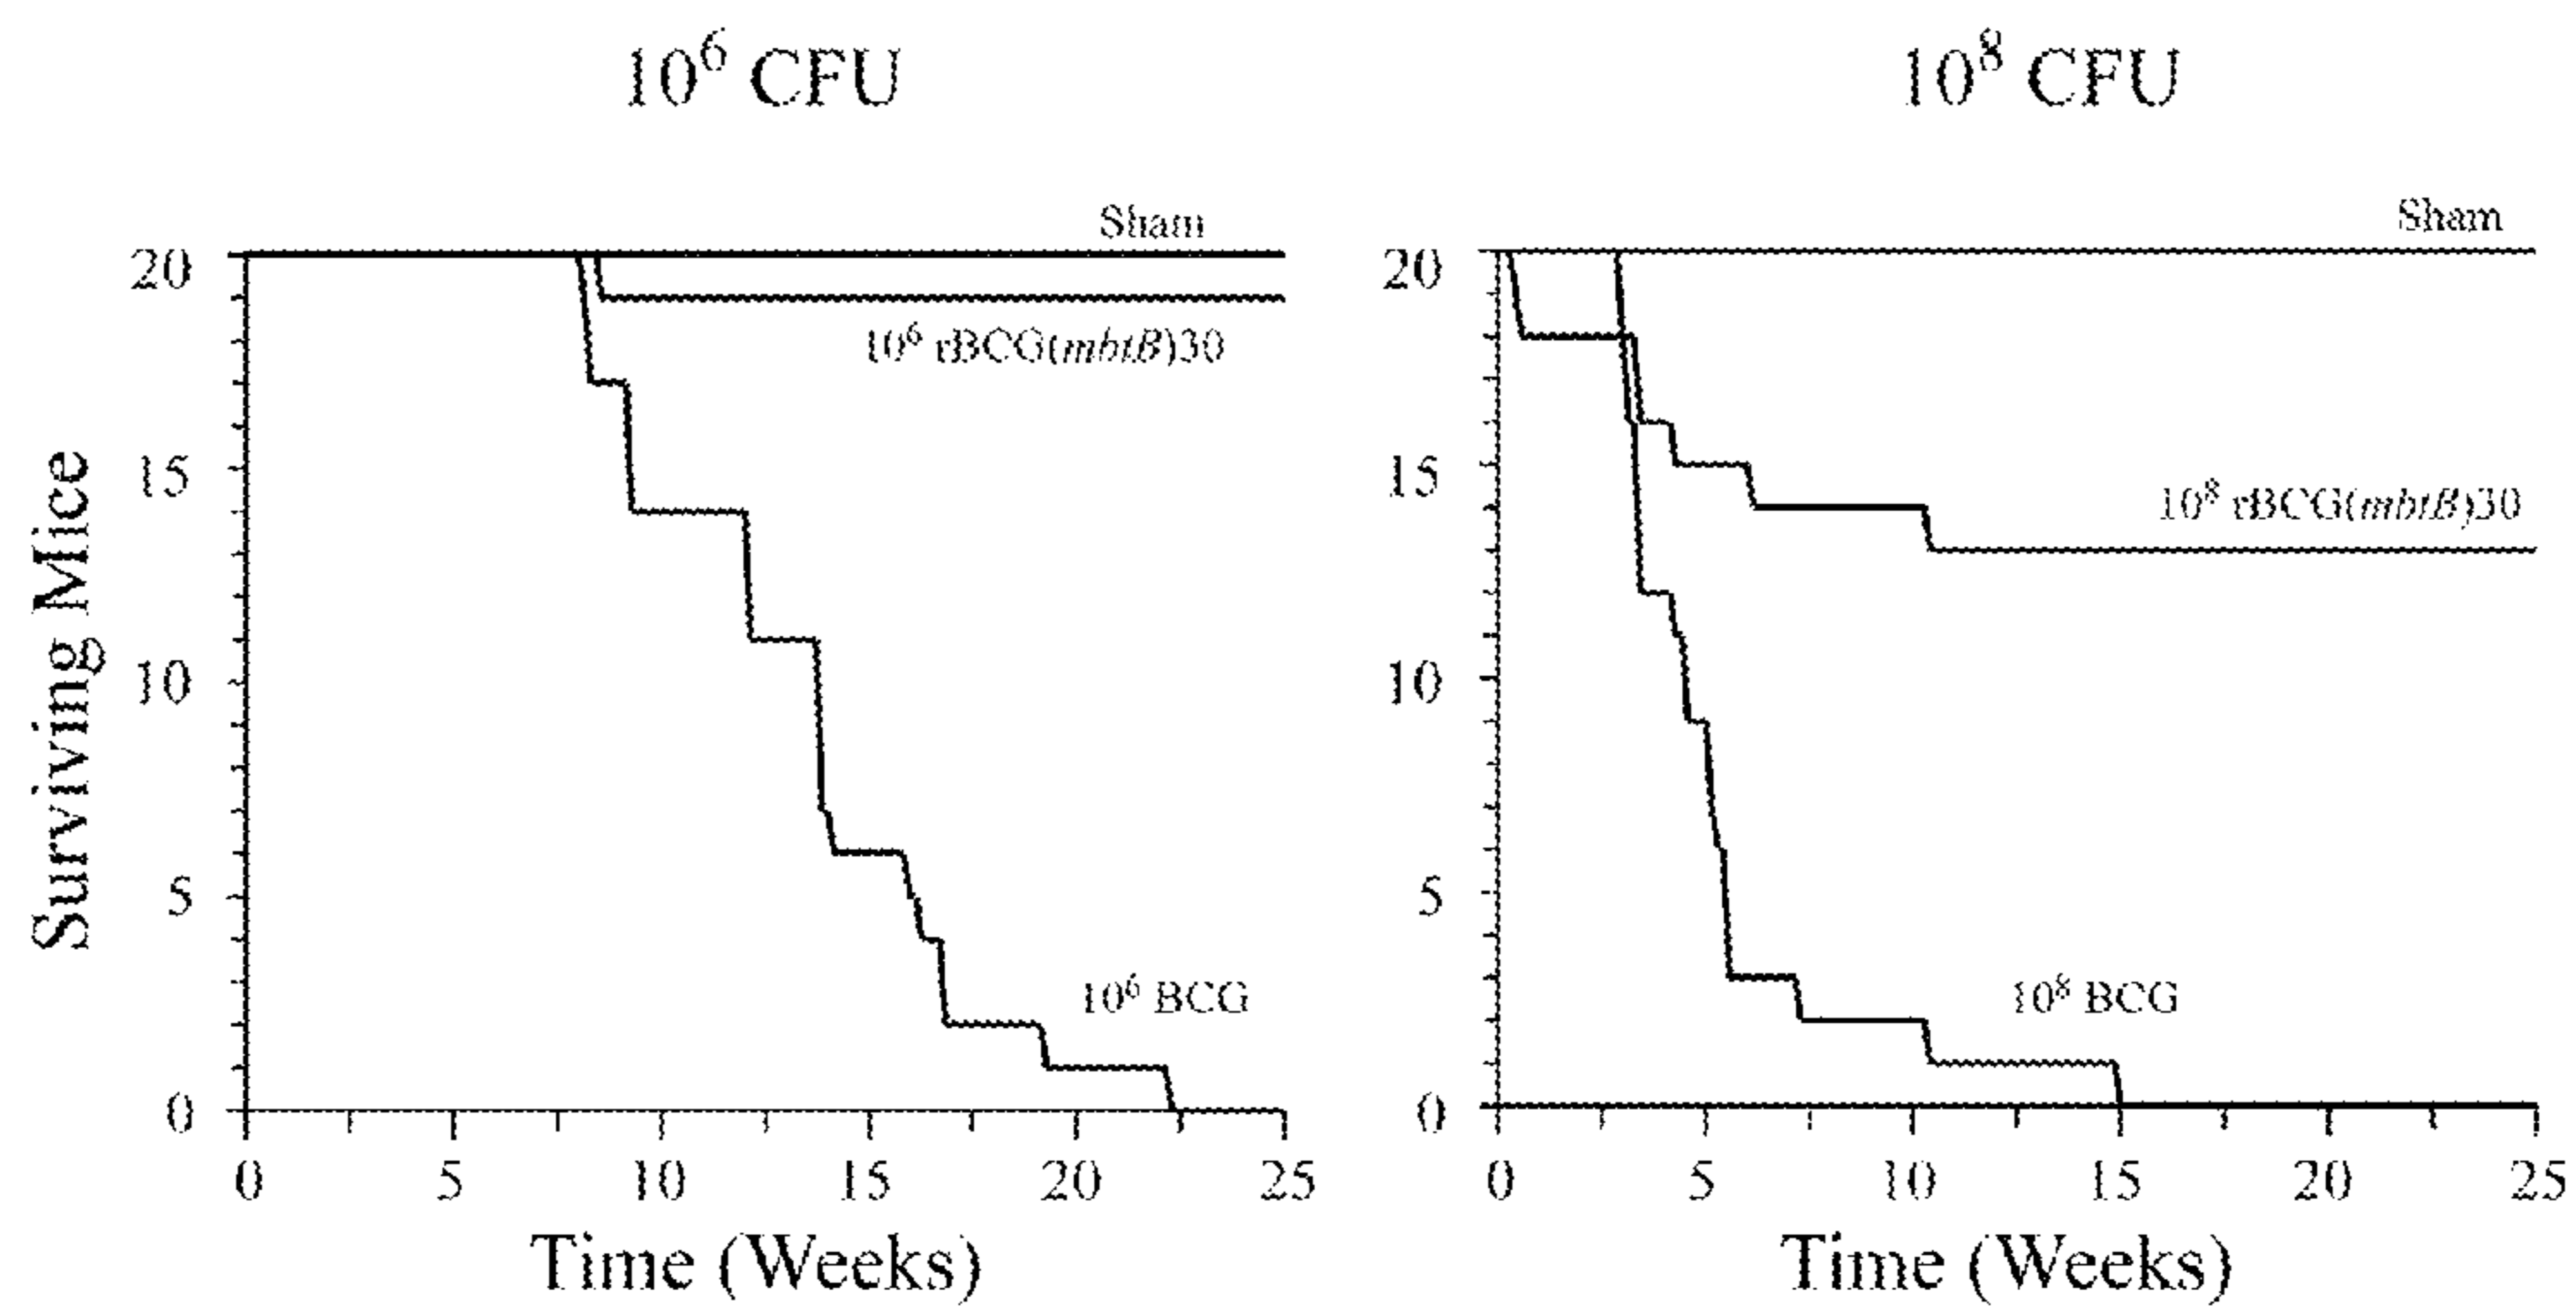 10⁶ CFU
Sham
20
10⁶ rBCG(mbtB)30
15
10
5
10⁶ BCG
0
0 5 10 15 20 25
Time (Weeks)
Surviving Mice
10⁸ CFU
Sham
20
15
10⁸ rBCG(mbtB)30
10
5
10⁸ BCG
0
0 5 10 15 20 25
Time (Weeks)